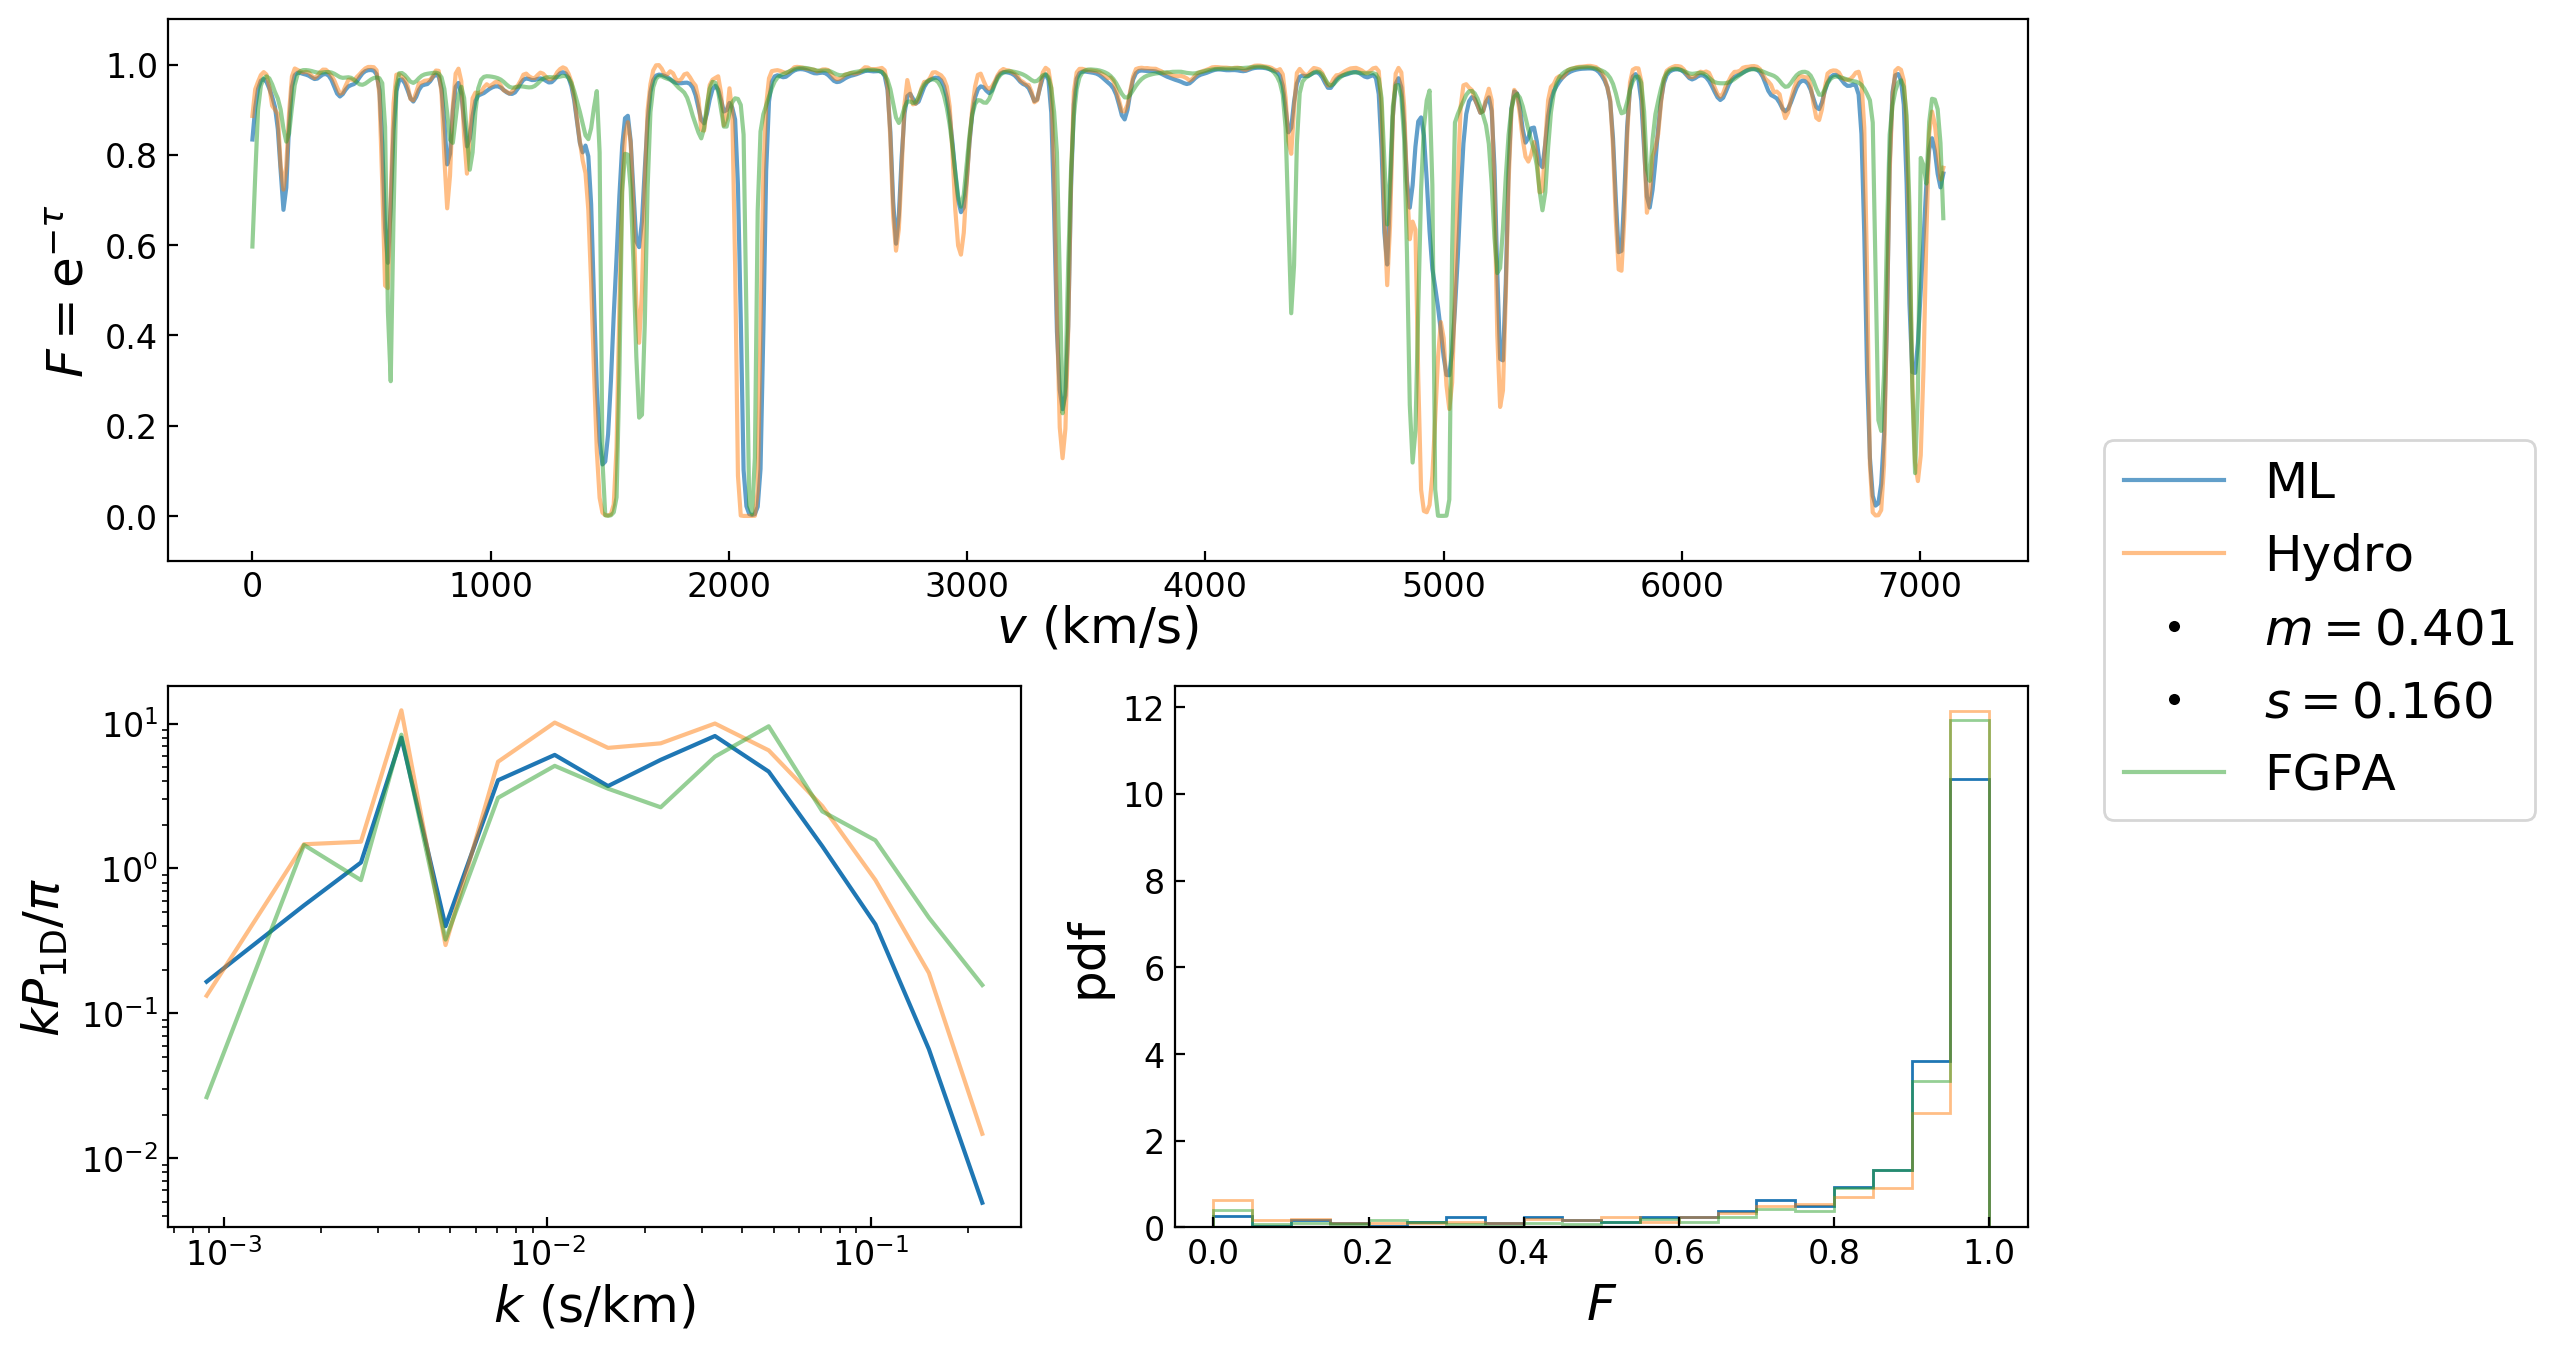 F = e^{−τ}
1.0
0.8
0.6
0.4
0.2
0.0
0 1000 2000 3000 4000 5000 6000 7000
v (km/s)
ML
Hydro
m = 0.401
s = 0.160
FGPA
kP_{1D}/π
10^1
10^0
10^{−1}
10^{−2}
10^{−3} 10^{−2} 10^{−1}
k (s/km)
pdf
12
10
8
6
4
2
0
0.0 0.2 0.4 0.6 0.8 1.0
F